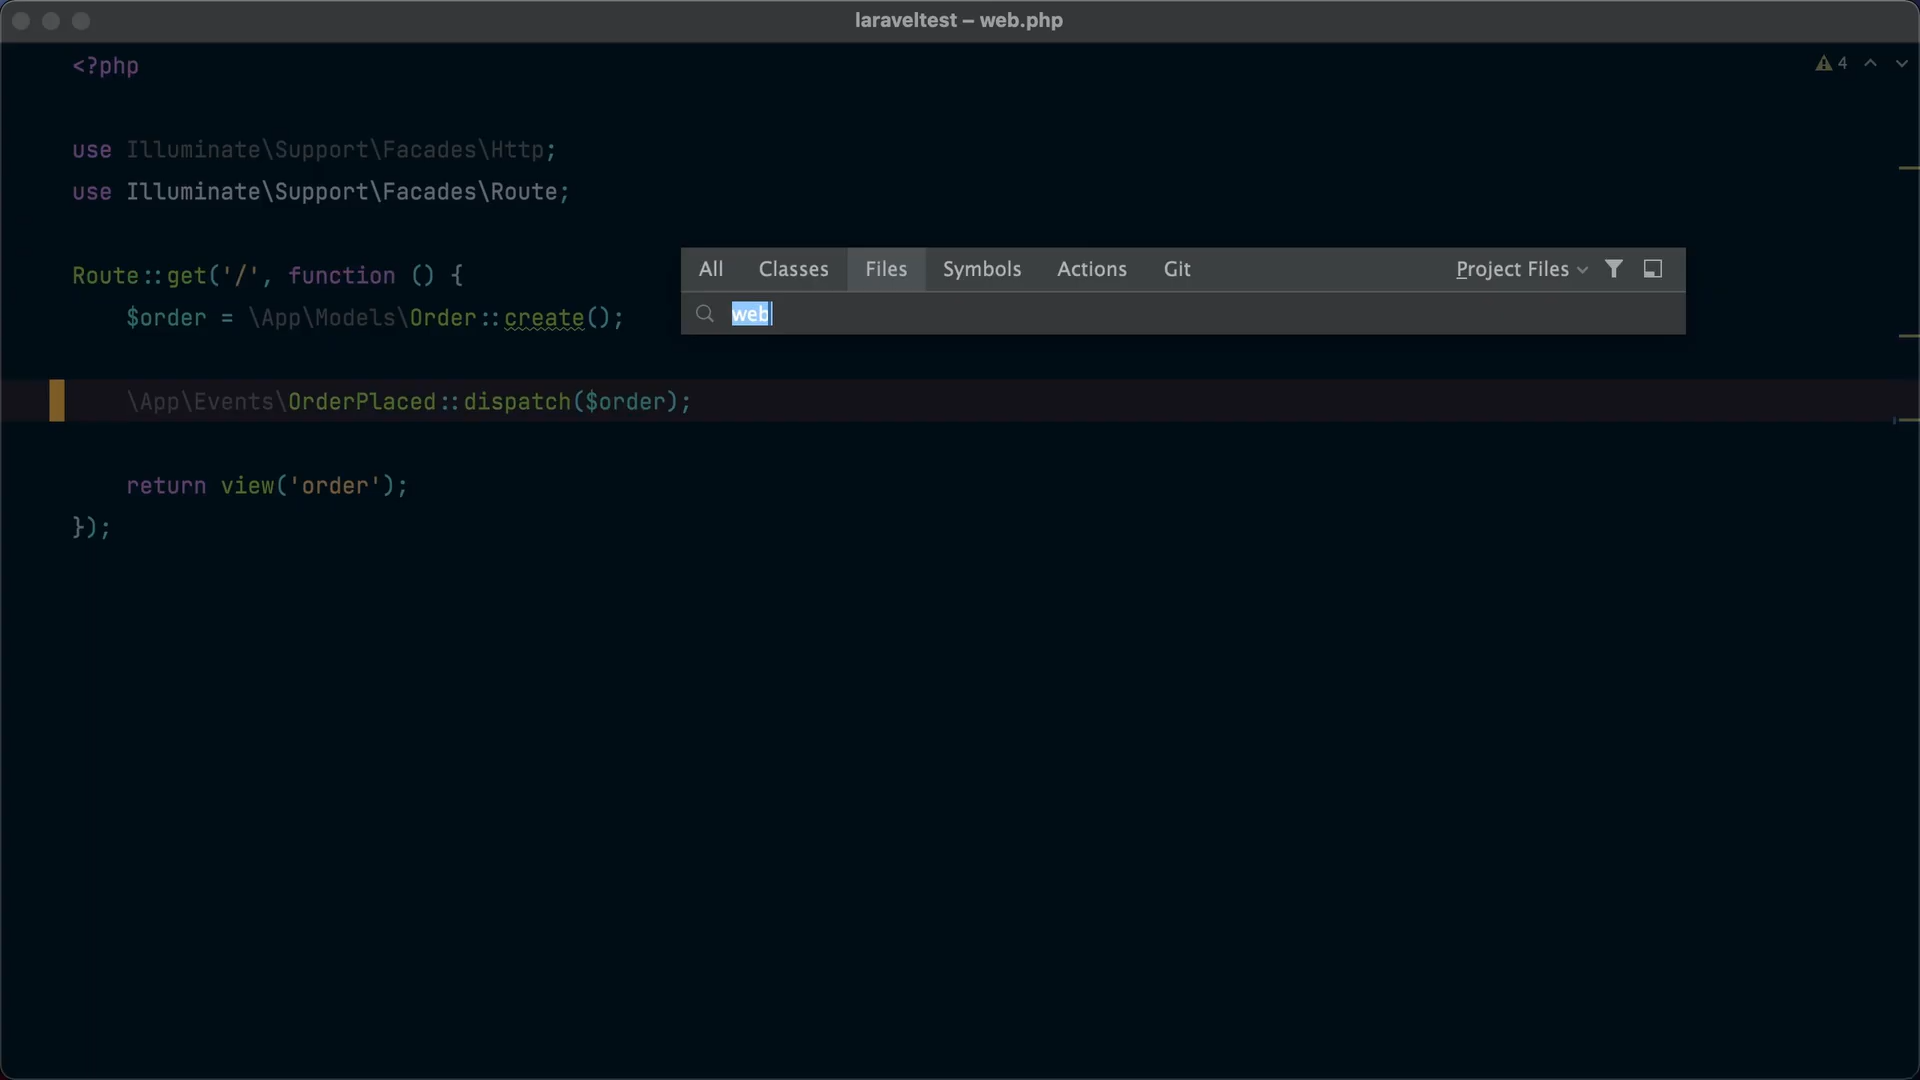 laraveltest – web.php
<?php
4
use Illuminate\Support\Facades\Http;
use Illuminate\Support\Facades\Route;
All Classes Files Symbols Actions Git Project Files
Route::get('/', function () {
web
$order = \App\Models\Order::create();
\App\Events\OrderPlaced::dispatch($order);
return view('order');
});